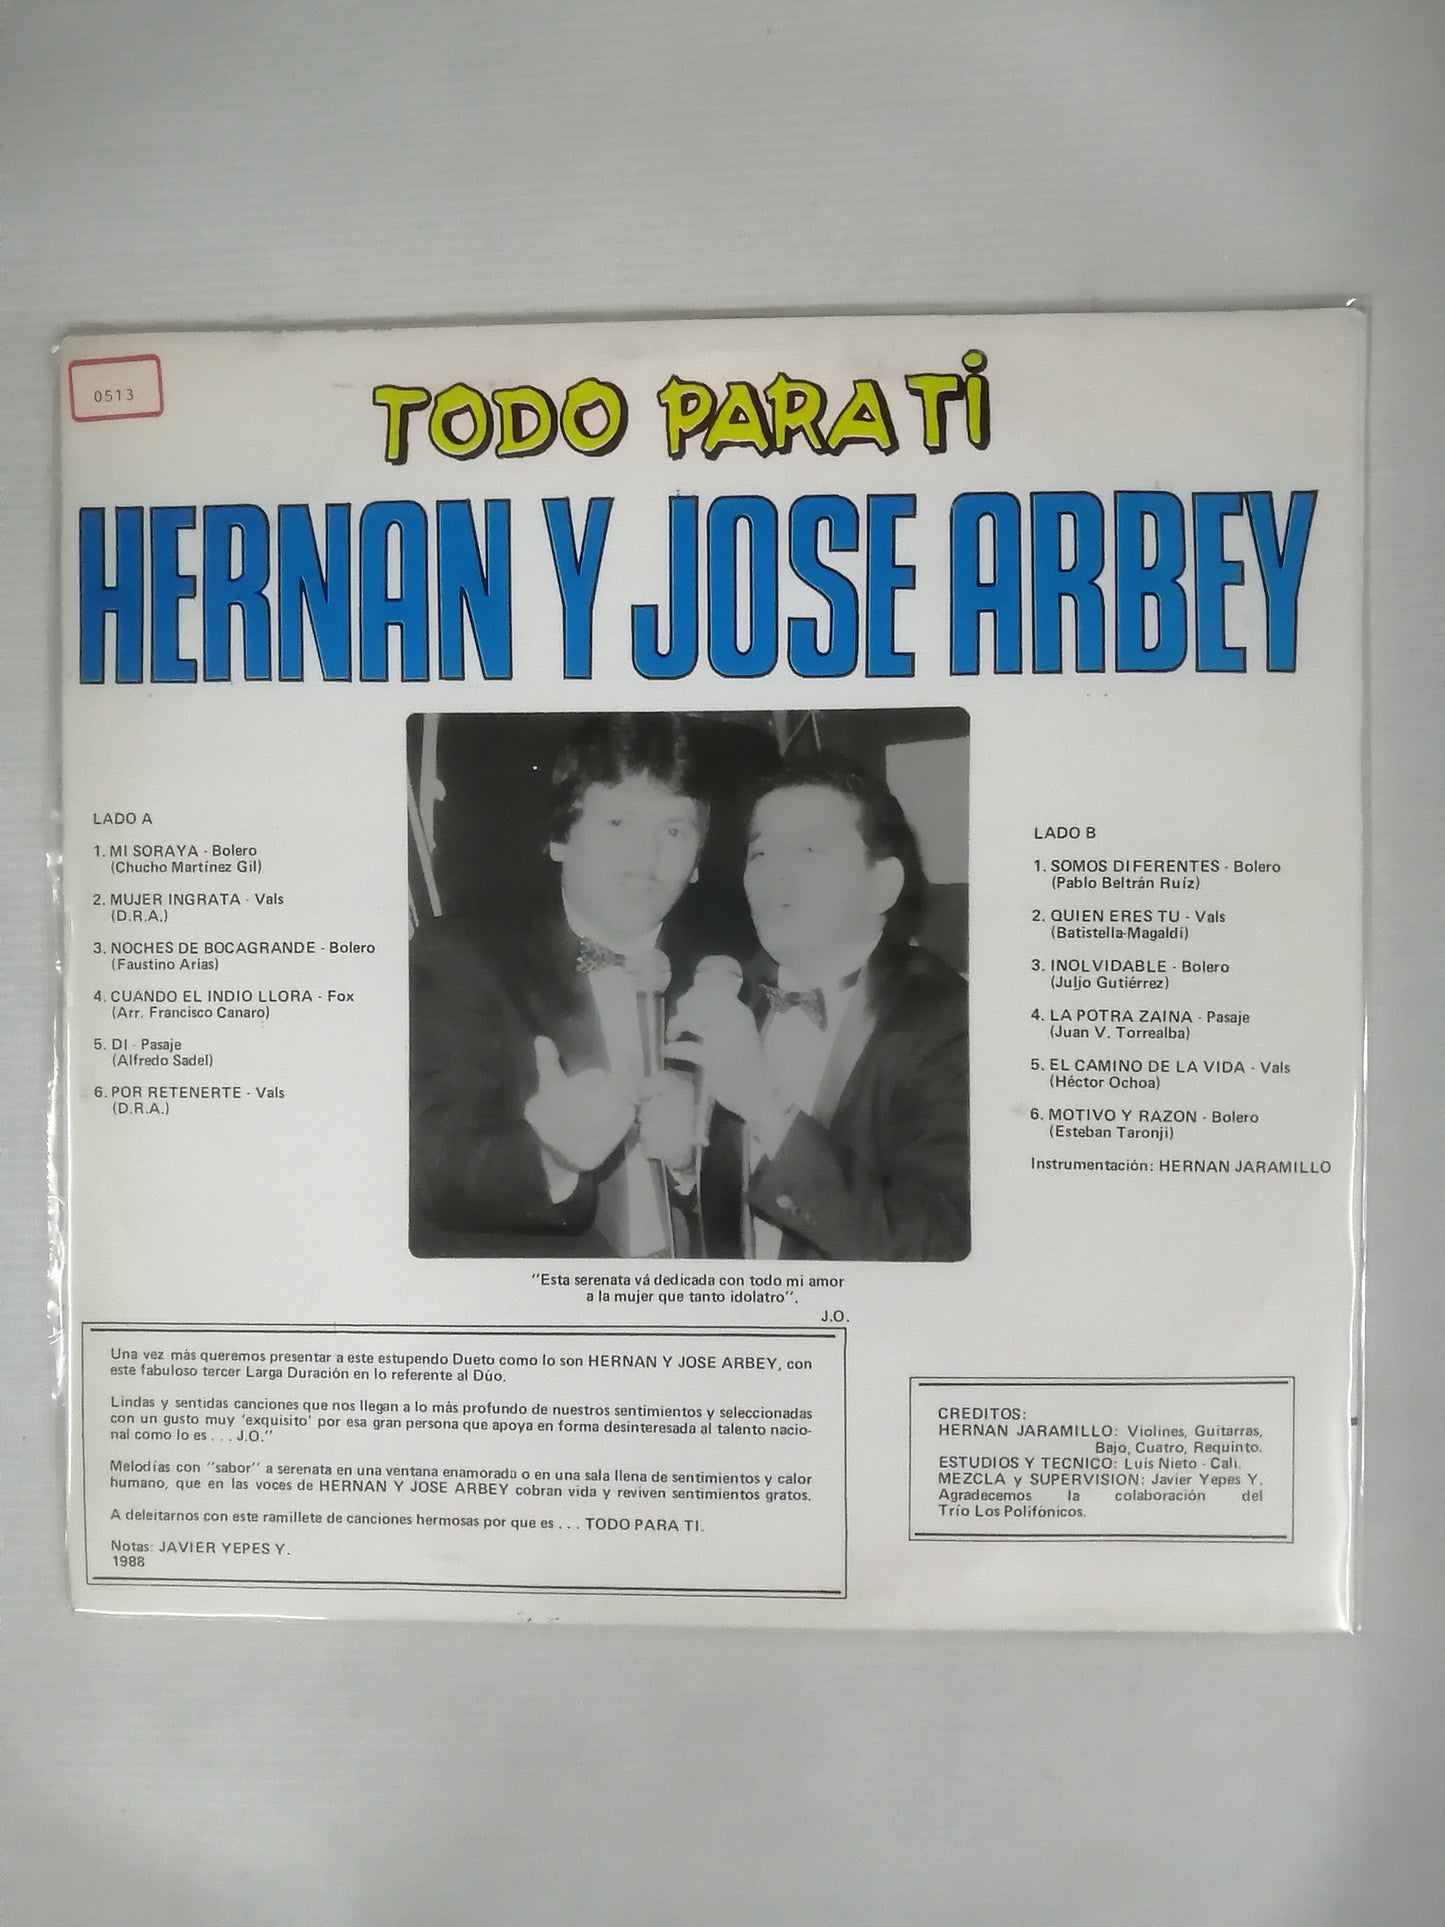 0513
TODO PARA TI
HERNAN Y JOSE ARBEY
LADO A
1. MI SORAYA - Bolero
(Chucho Martínez Gil)
2. MUJER INGRATA - Vals
(D.R.A.)
3. NOCHES DE BOCAGRANDE - Bolero
(Faustino Arias)
4. CUANDO EL INDIO LLORA - Fox
(Arr. Francisco Canaro)
5. DI - Pasaje
(Alfredo Sadel)
6. POR RETENERTE - Vals
(D.R.A.)
LADO B
1. SOMOS DIFERENTES - Bolero
(Pablo Beltrán Ruíz)
2. QUIEN ERES TU - Vals
(Batistella-Magaldi)
3. INOLVIDABLE - Bolero
(Juljo Gutiérrez)
4. LA POTRA ZAINA - Pasaje
(Juan V. Torrealba)
5. EL CAMINO DE LA VIDA - Vals
(Héctor Ochoa)
6. MOTIVO Y RAZON - Bolero
(Esteban Taronji)
Instrumentación: HERNAN JARAMILLO
"Esta serenata vá dedicada con todo mi amor
a la mujer que tanto idolatro".
J.O.
Una vez más queremos presentar a este estupendo Dueto como lo son HERNAN Y JOSE ARBEY, con
este fabuloso tercer Larga Duración en lo referente al Dúo.
Lindas y sentidas canciones que nos llegan a lo más profundo de nuestros sentimientos y seleccionadas
con un gusto muy 'exquisito' por esa gran persona que apoya en forma desinteresada al talento nacio-
nal como lo es . . . J.O."
Melodías con "sabor" a serenata en una ventana enamorada o en una sala llena de sentimientos y calor
humano, que en las voces de HERNAN Y JOSE ARBEY cobran vida y reviven sentimientos gratos.
A deleitarnos con este ramillete de canciones hermosas por que es . . . TODO PARA TI.
Notas: JAVIER YEPES Y.
1988
CREDITOS:
HERNAN JARAMILLO: Violines, Guitarras,
Bajo, Cuatro, Requinto.
ESTUDIOS Y TECNICO: Luis Nieto - Cali.
MEZCLA y SUPERVISION: Javier Yepes Y.
Agradecemos la colaboración del
Trío Los Polifónicos.